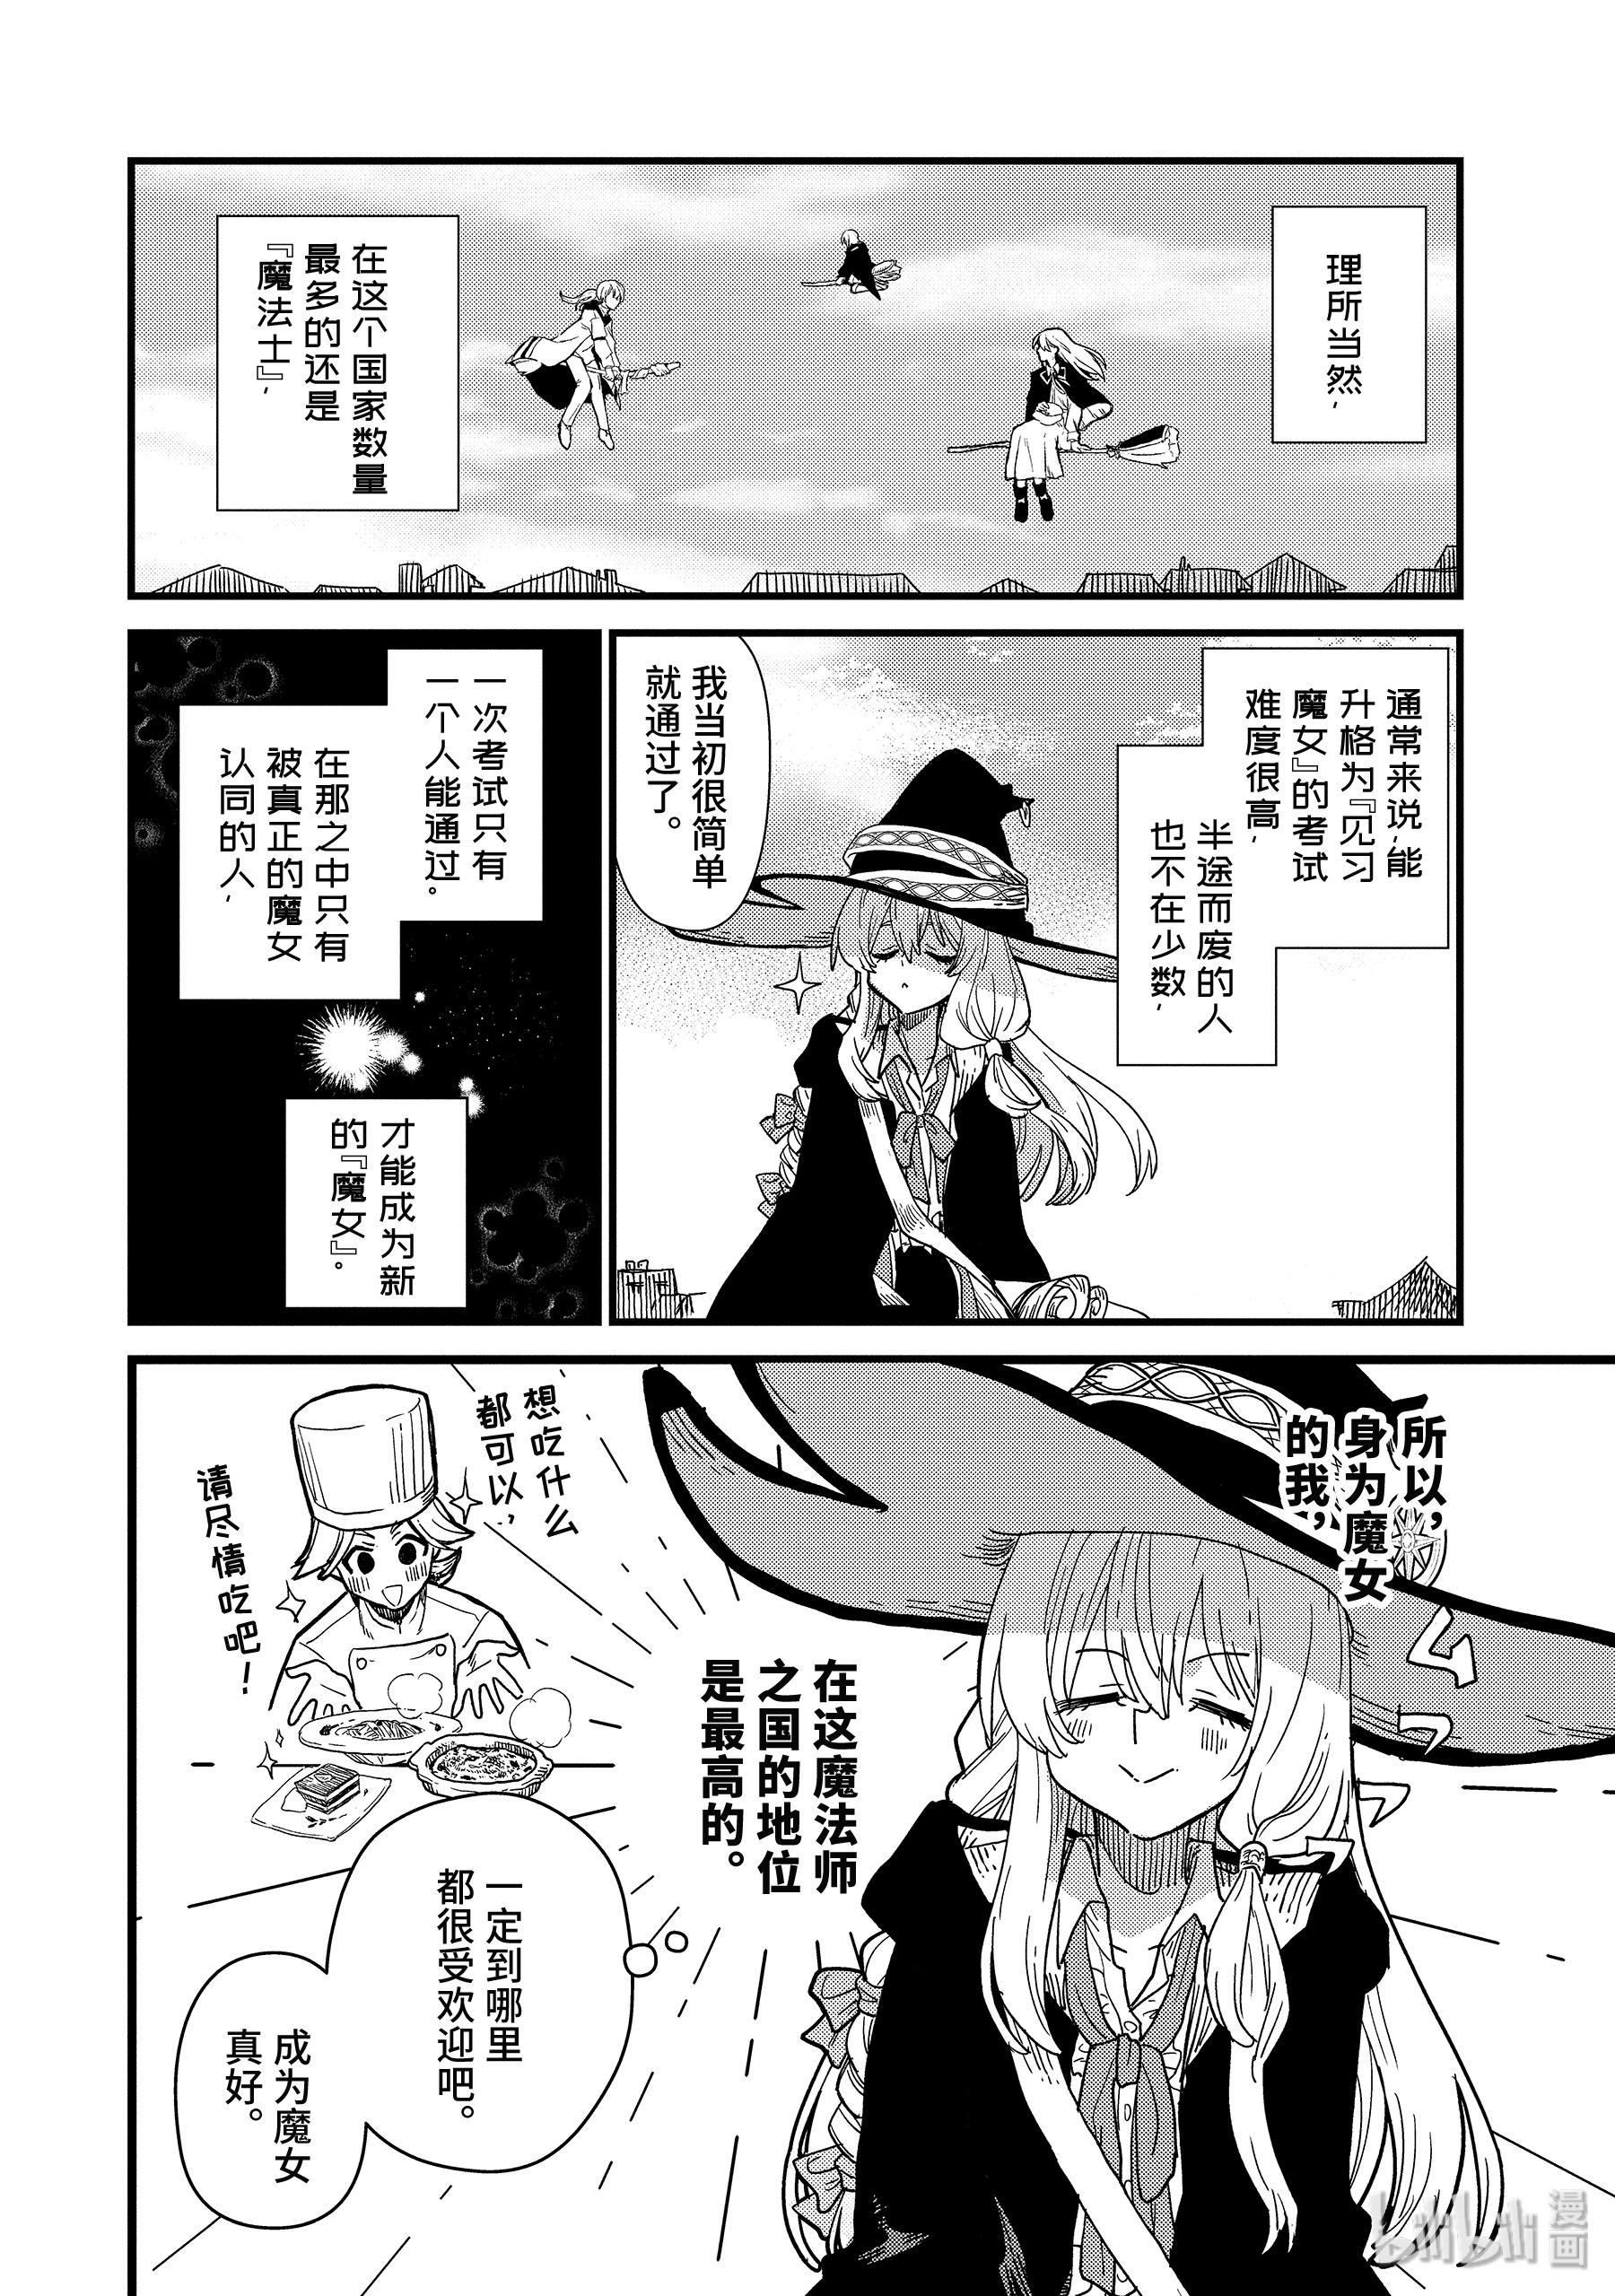 理所当然，
在这个国家数量
最多的还是
『魔法士』，
通常来说，能
升格为『见习
魔女』的考试
难度很高，
半途而废的人
也不在少数，
我当初很简单
就通过了。
一次考试只有
一个人能通过。
在那之中只有
被真正的魔女
认同的人，
才能成为新
的『魔女』。
所以，
身为魔女
的我，
ムフフン
在这魔法师
之国的地位
是最高的。
想吃什么
都可以，
请尽情吃吧！
一定到哪里
都很受欢迎吧。
成为魔女
真好。
bilibili
漫画